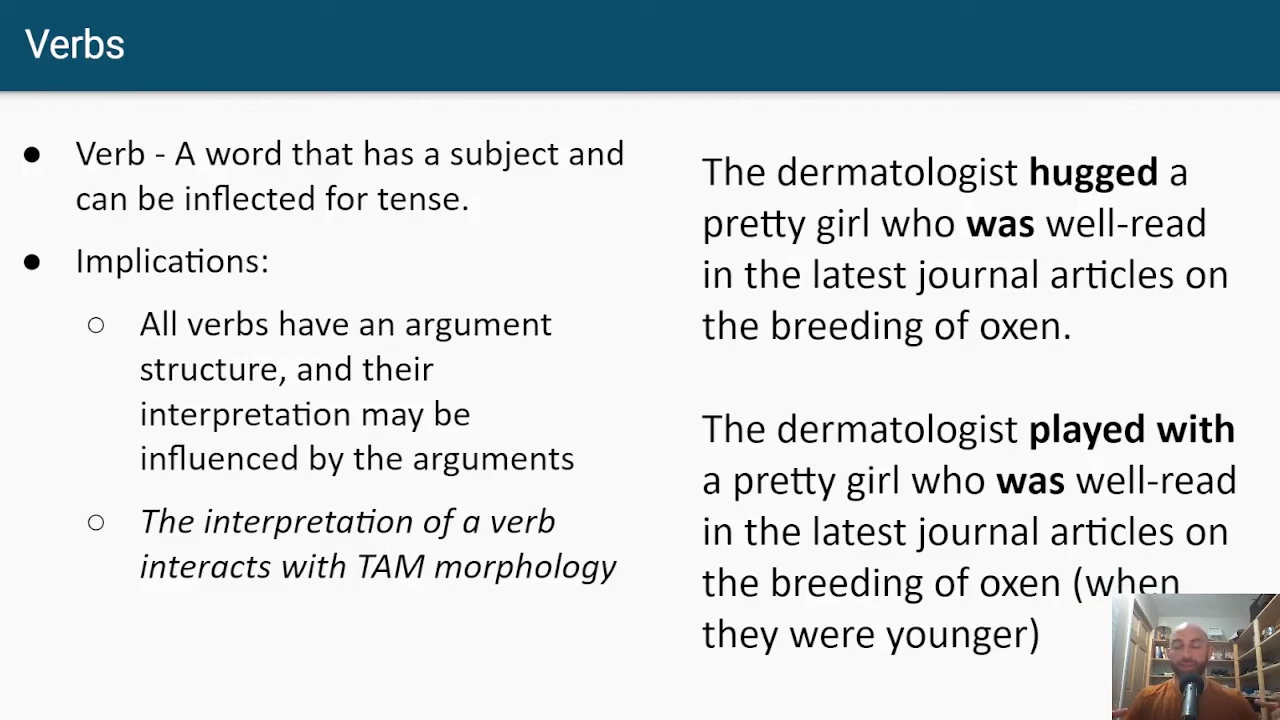 Verbs
● Verb - A word that has a subject and
can be inflected for tense.
● Implications:
○ All verbs have an argument
structure, and their
interpretation may be
influenced by the arguments
○ The interpretation of a verb
interacts with TAM morphology
The dermatologist hugged a
pretty girl who was well-read
in the latest journal articles on
the breeding of oxen.
The dermatologist played with
a pretty girl who was well-read
in the latest journal articles on
the breeding of oxen (when
they were younger)